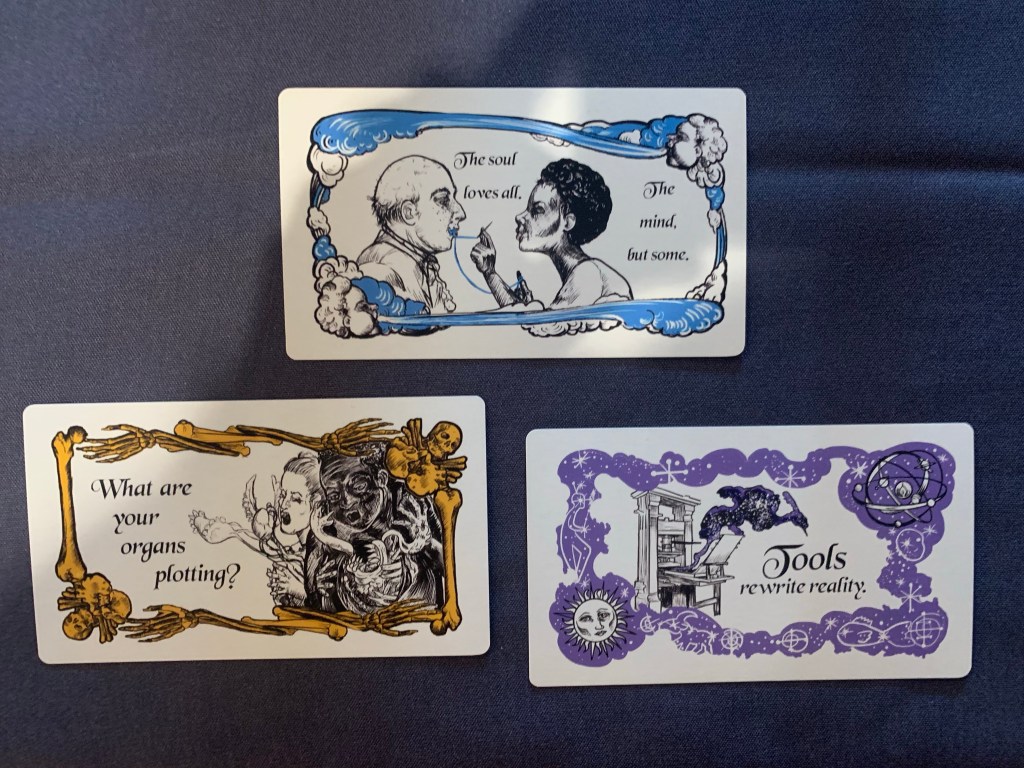 The soul
loves all.
The
mind,
but some.
What are
your
organs
plotting?
Tools
rewrite reality.